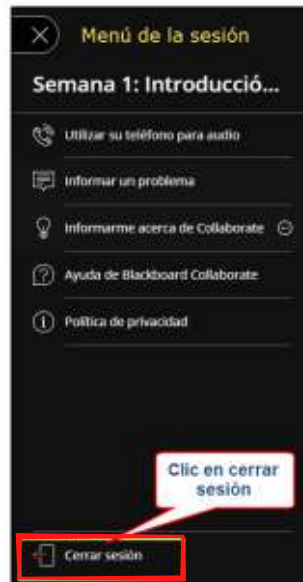 Menú de la sesión
Semana 1: Introducció...
Utilizar su teléfono para audio
Informar un problema
Informarme acerca de Collaborate
Ayuda de Blackboard Collaborate
Política de privacidad
Clic en cerrar
sesión
Cerrar sesión